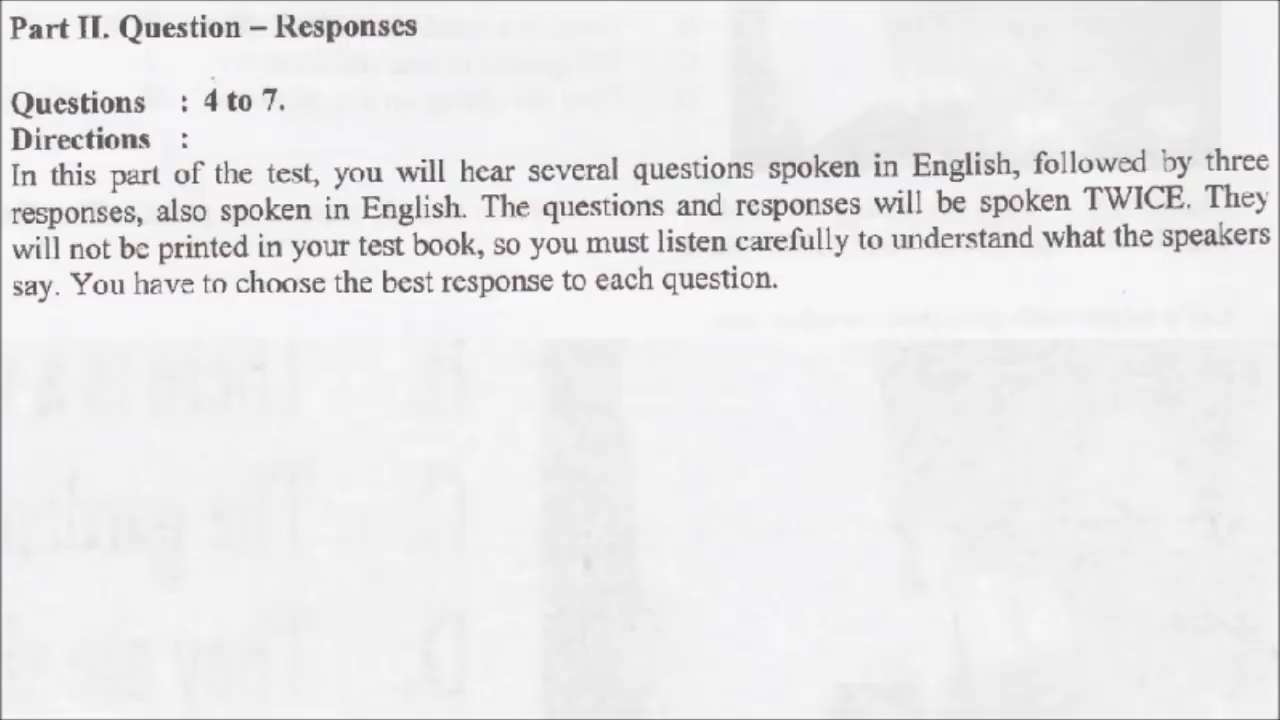 Part II. Question – Responses
Questions : 4 to 7.
Directions :
In this part of the test, you will hear several questions spoken in English, followed by three
responses, also spoken in English. The questions and responses will be spoken TWICE. They
will not be printed in your test book, so you must listen carefully to understand what the speakers
say. You have to choose the best response to each question.